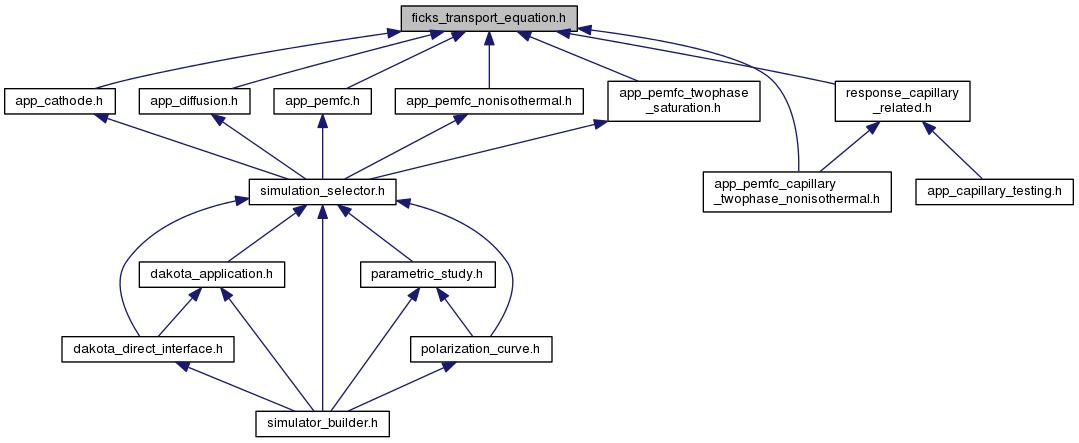 ficks_transport_equation.h
app_cathode.h
app_diffusion.h
app_pemfc.h
app_pemfc_nonisothermal.h
app_pemfc_twophase
_saturation.h
response_capillary
_related.h
simulation_selector.h
app_pemfc_capillary
_twophase_nonisothermal.h
app_capillary_testing.h
dakota_application.h
parametric_study.h
dakota_direct_interface.h
polarization_curve.h
simulator_builder.h